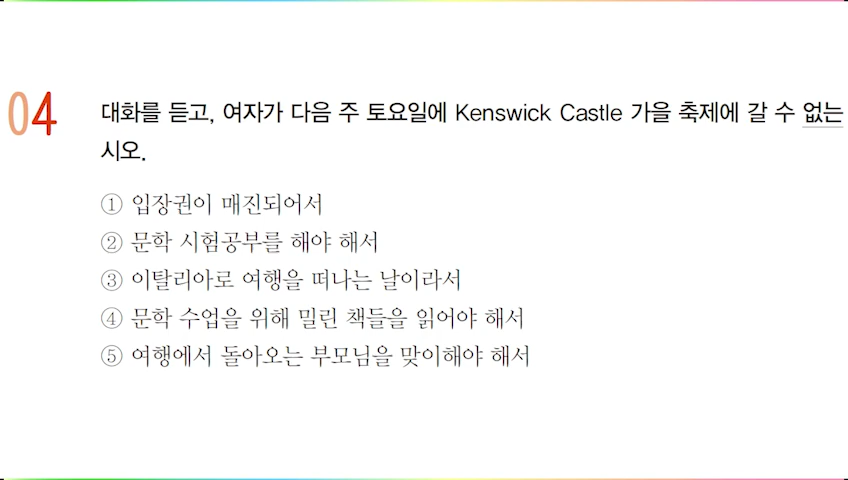 04
대화를 듣고, 여자가 다음 주 토요일에 Kenswick Castle 가을 축제에 갈 수 없는
시오.
① 입장권이 매진되어서
② 문학 시험공부를 해야 해서
③ 이탈리아로 여행을 떠나는 날이라서
④ 문학 수업을 위해 밀린 책들을 읽어야 해서
⑤ 여행에서 돌아오는 부모님을 맞이해야 해서